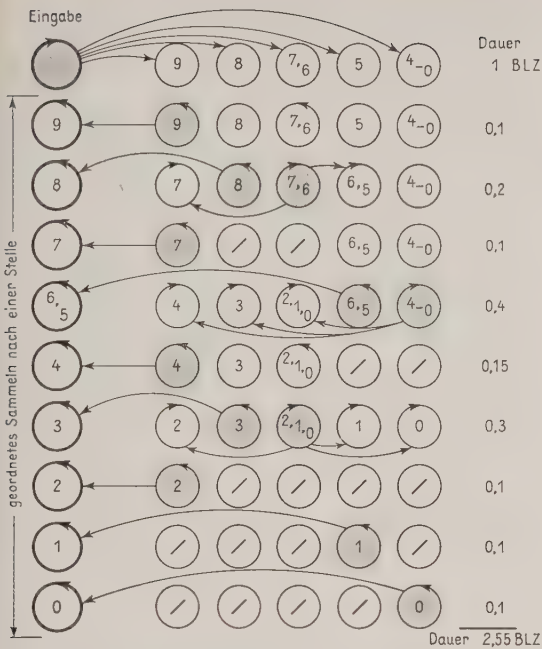 Eingabe
Dauer
9 8 7,6 5 4–0 1 BLZ
9 9 8 7,6 5 4–0 0,1
8 7 8 7,6 6,5 4–0 0,2
7 7 / / 6,5 4–0 0,1
6,5 4 3 2,1,0 6,5 4–0 0,4
4 4 3 2,1,0 / / 0,15
3 2 3 2,1,0 1 0 0,3
2 2 / / / / 0,1
1 / / / 1 / 0,1
0 / / / / 0 0,1
Dauer 2,55 BLZ
geordnetes Sammeln nach einer Stelle